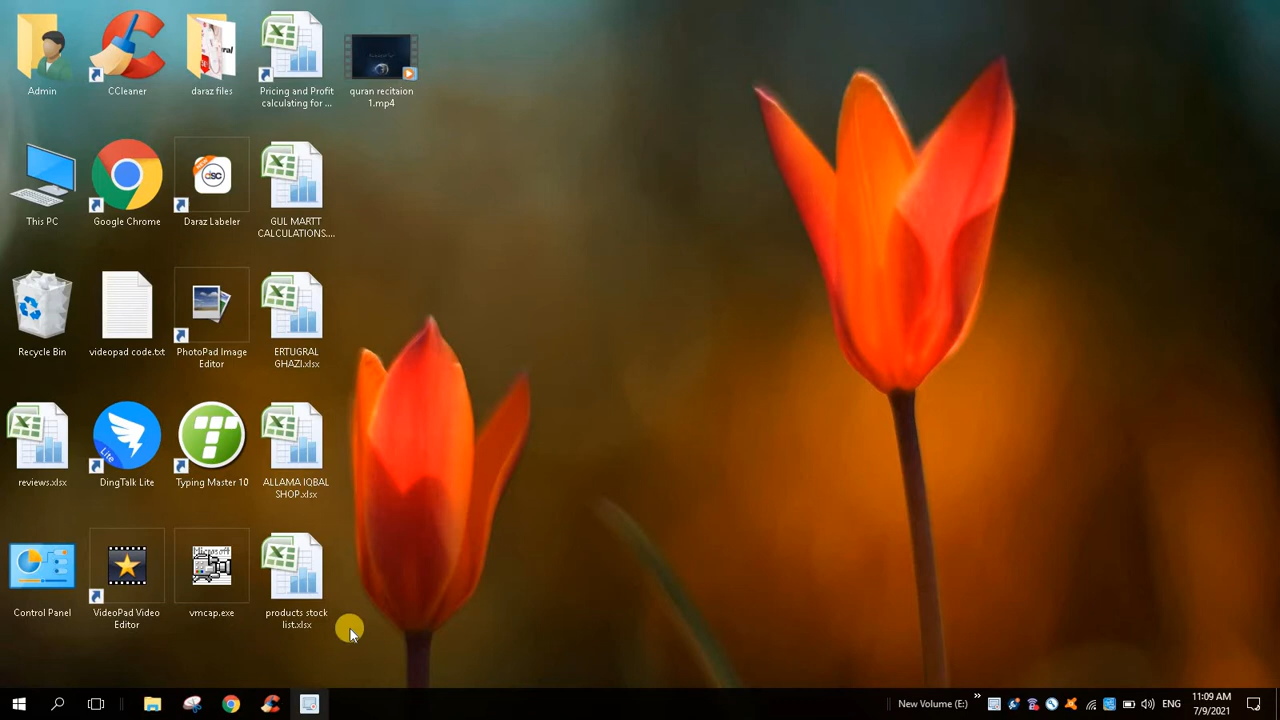 Admin
CCleaner
daraz files
Pricing and Profit
calculating for ...
quran recitaion
1.mp4
This PC
Google Chrome
dsc
Daraz Labeler
GUL MARTT
CALCULATIONS....
Recycle Bin
videopad code.txt
PhotoPad Image
Editor
ERTUGRAL
GHAZI.xlsx
reviews.xlsx
Lite
DingTalk Lite
Typing Master 10
ALLAMA IQBAL
SHOP.xlsx
Control Panel
VideoPad Video
Editor
Microsoft
vmcap.exe
products stock
list.xlsx
New Volume (E:)
ENG
11:09 AM
7/9/2021